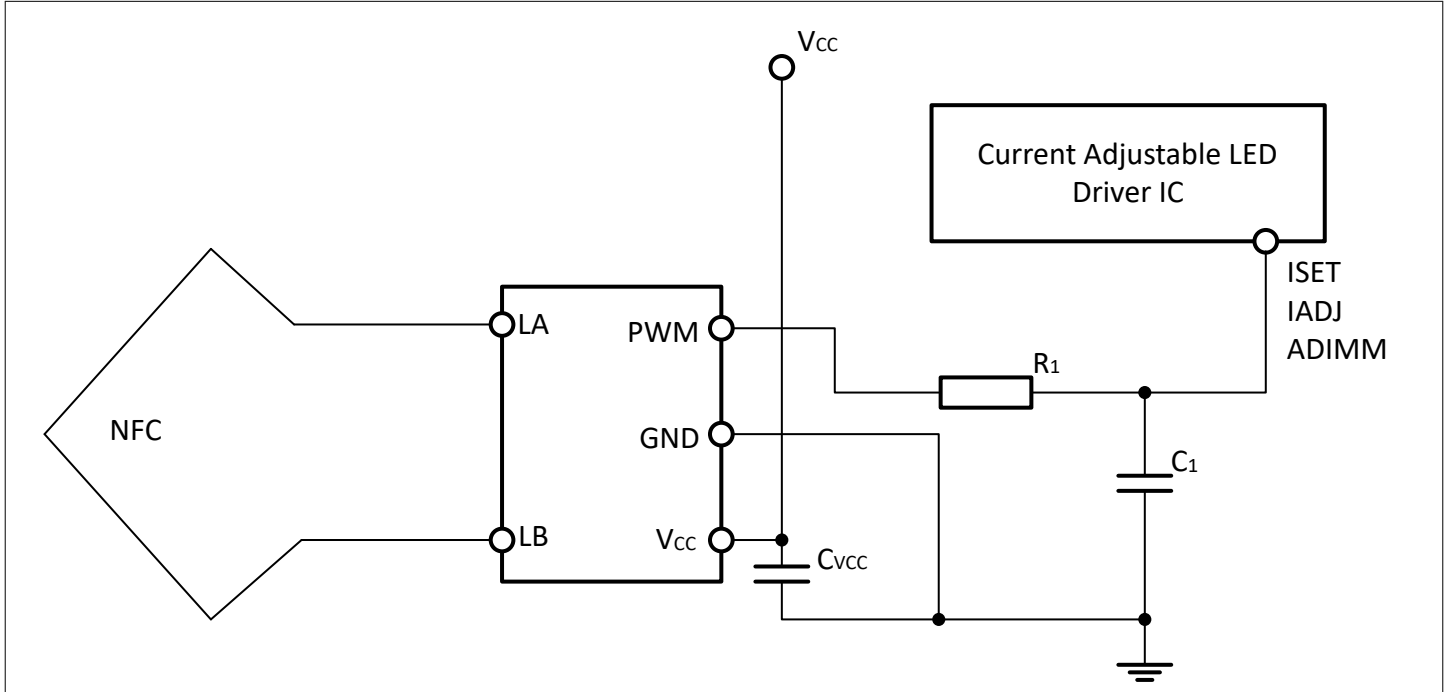 Vcc
Current Adjustable LED
Driver IC
ISET
IADJ
ADIMM
LA
PWM
R1
NFC
GND
C1
LB
Vcc
Cvcc